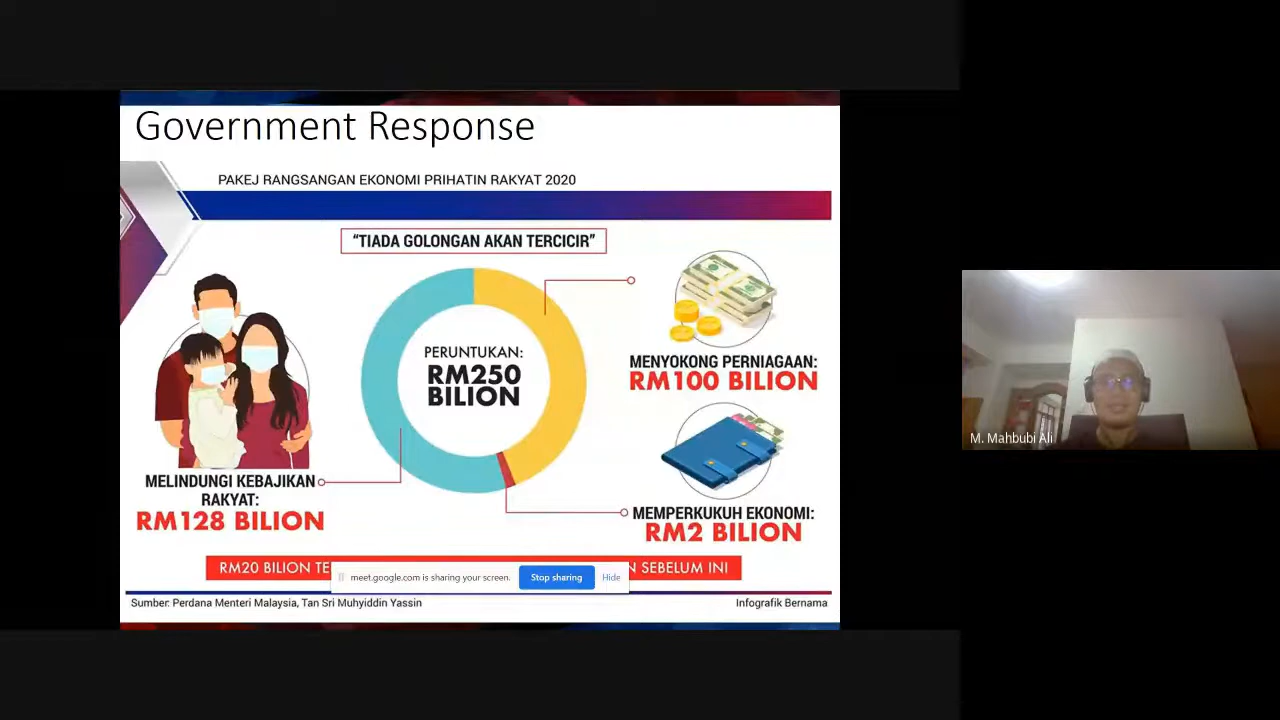 Government Response
PAKEJ RANGSANGAN EKONOMI PRIHATIN RAKYAT 2020
“TIADA GOLONGAN AKAN TERCICIR”
PERUNTUKAN:
RM250
BILION
MENYOKONG PERNIAGAAN:
RM100 BILION
MELINDUNGI KEBAJIKAN
RAKYAT:
RM128 BILION
MEMPERKUKUH EKONOMI:
RM2 BILION
RM20 BILION SEBELUM INI
meet.google.com is sharing your screen. Stop sharing Hide
Sumber: Perdana Menteri Malaysia, Tan Sri Muhyiddin Yassin
Infografik Bernama
M. Mahbubi Ali